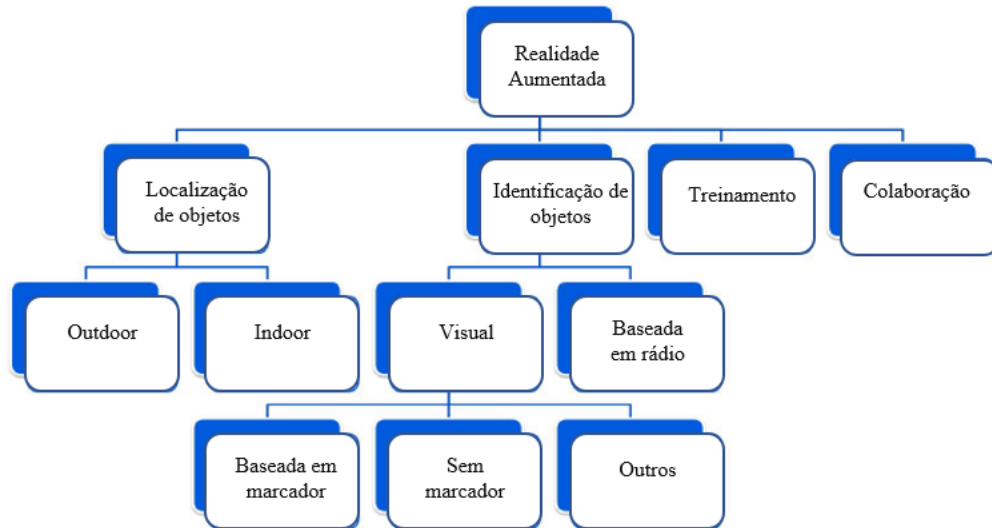 Realidade
Aumentada
Localização
de objetos
Identificação de
objetos
Treinamento
Colaboração
Outdoor
Indoor
Visual
Baseada
em rádio
Baseada em
marcador
Sem
marcador
Outros